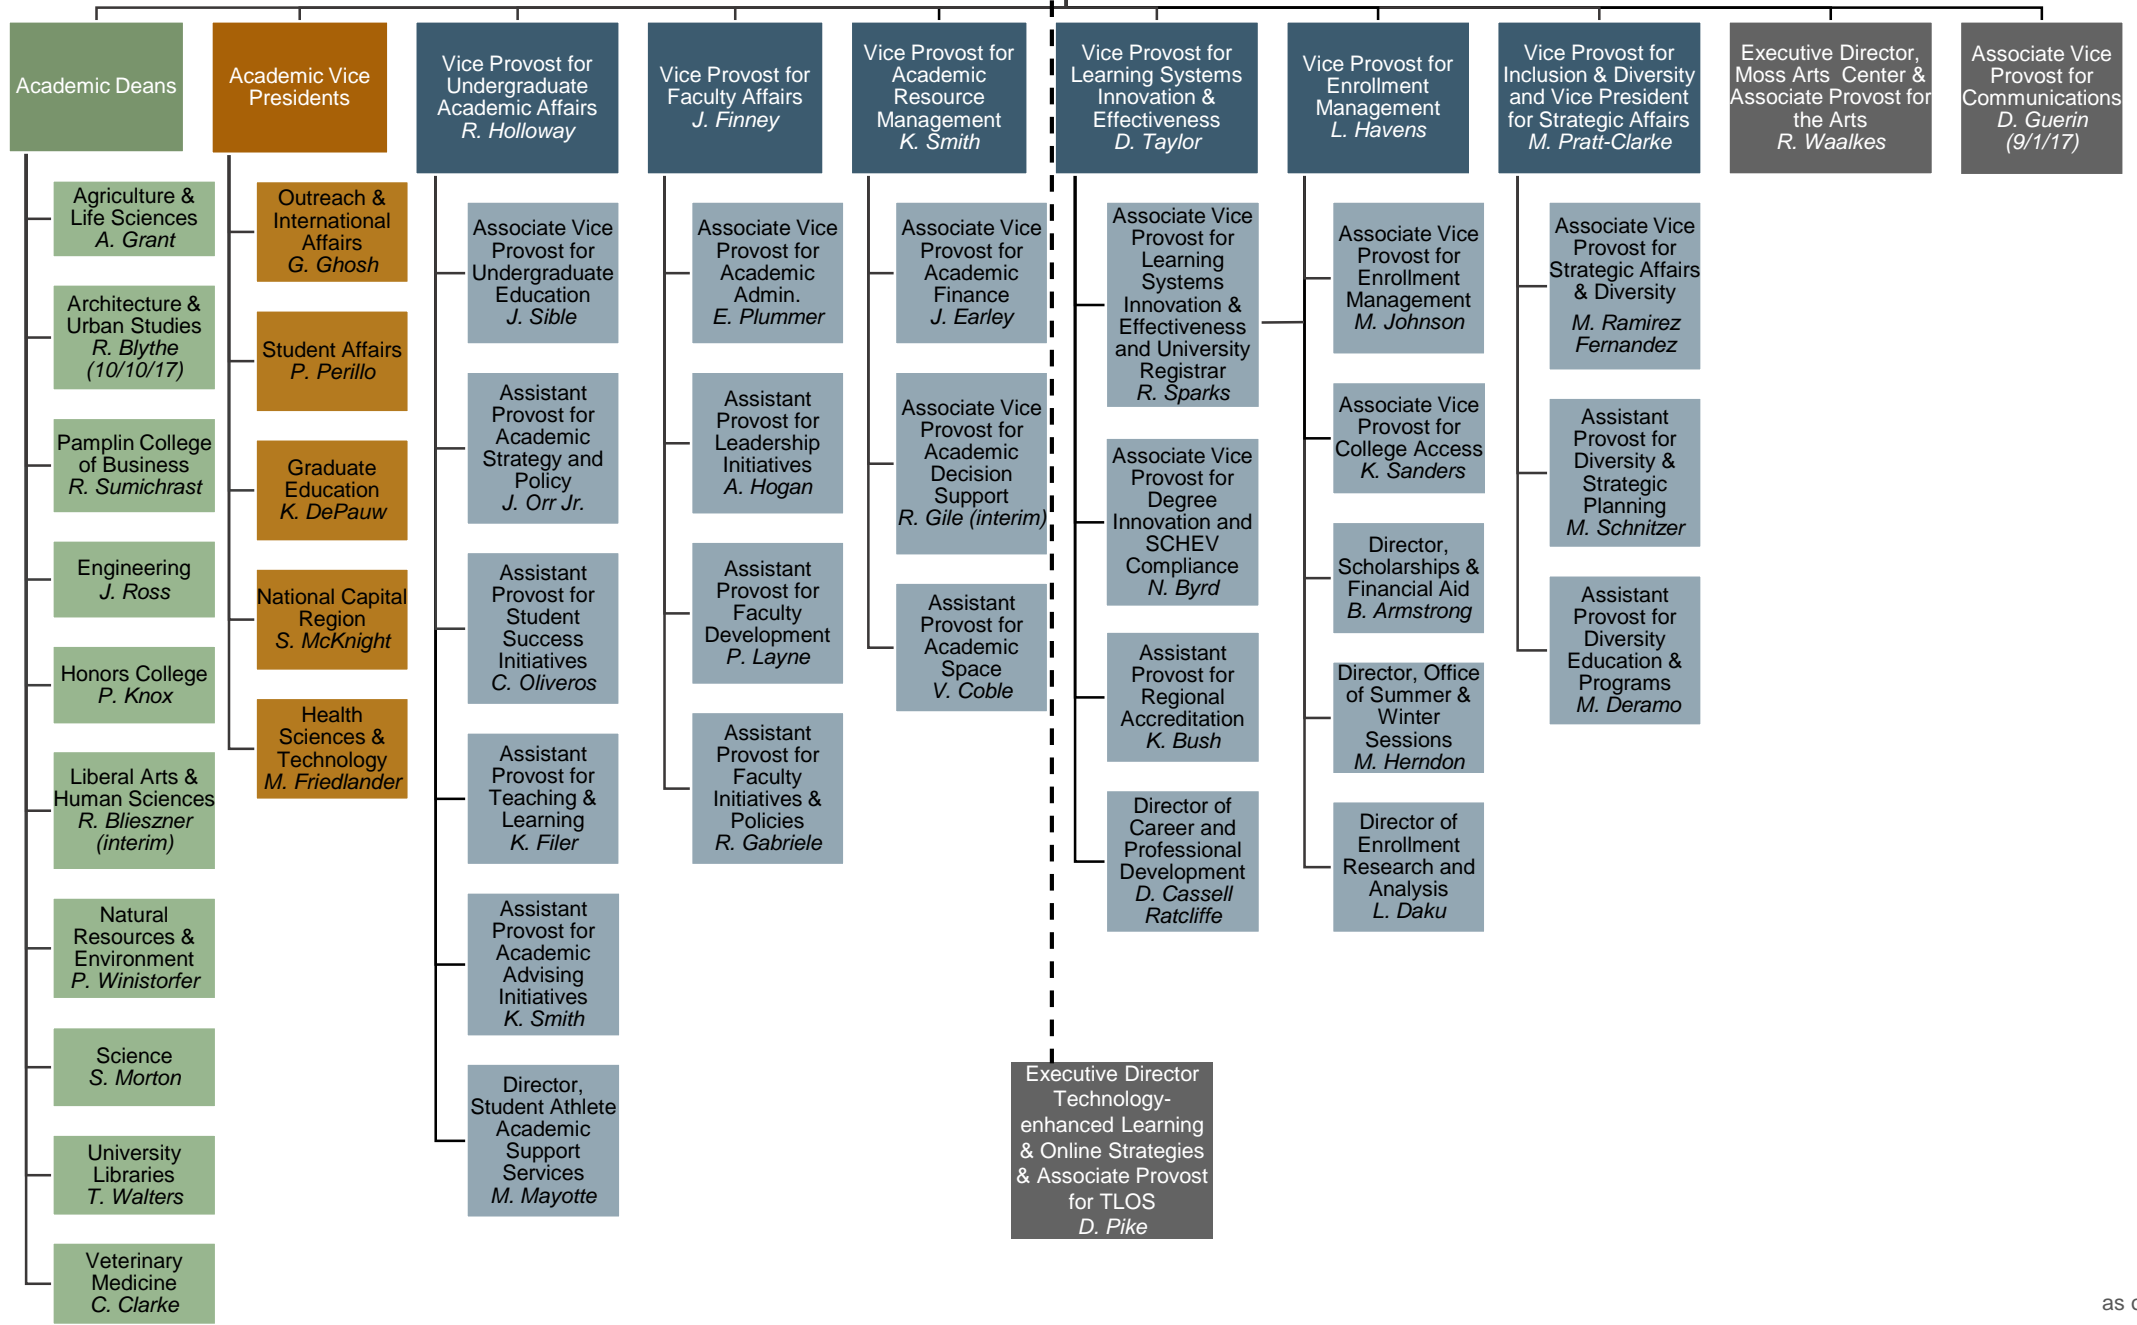 Academic Deans
Agriculture &
Life Sciences
A. Grant
Architecture &
Urban Studies
R. Blythe
(10/10/17)
Pamplin College
of Business
R. Sumichrast
Engineering
J. Ross
Honors College
P. Knox
Liberal Arts &
Human Sciences
R. Blieszner
(interim)
Natural
Resources &
Environment
P. Winistorfer
Science
S. Morton
University
Libraries
T. Walters
Veterinary
Medicine
C. Clarke
Academic Vice
Presidents
Outreach &
International
Affairs
G. Ghosh
Student Affairs
P. Perillo
Graduate
Education
K. DePauw
National Capital
Region
S. McKnight
Health
Sciences &
Technology
M. Friedlander
Vice Provost for
Undergraduate
Academic Affairs
R. Holloway
Associate Vice
Provost for
Undergraduate
Education
J. Sible
Assistant
Provost for
Academic
Strategy and
Policy
J. Orr Jr.
Assistant
Provost for
Student
Success
Initiatives
C. Oliveros
Assistant
Provost for
Teaching &
Learning
K. Filer
Assistant
Provost for
Academic
Advising
Initiatives
K. Smith
Director,
Student Athlete
Academic
Support
Services
M. Mayotte
Vice Provost for
Faculty Affairs
J. Finney
Associate Vice
Provost for
Academic
Admin.
E. Plummer
Assistant
Provost for
Leadership
Initiatives
A. Hogan
Assistant
Provost for
Faculty
Development
P. Layne
Assistant
Provost for
Faculty
Initiatives &
Policies
R. Gabriele
Vice Provost for
Academic
Resource
Management
K. Smith
Associate Vice
Provost for
Academic
Finance
J. Earley
Associate Vice
Provost for
Academic
Decision
Support
R. Gile (interim)
Assistant
Provost for
Academic
Space
V. Coble
Vice Provost for
Learning Systems
Innovation &
Effectiveness
D. Taylor
Associate Vice
Provost for
Learning
Systems
Innovation &
Effectiveness
and University
Registrar
R. Sparks
Associate Vice
Provost for
Degree
Innovation and
SCHEV
Compliance
N. Byrd
Assistant
Provost for
Regional
Accreditation
K. Bush
Director of
Career and
Professional
Development
D. Cassell
Ratcliffe
Executive Director
Technology-
enhanced Learning
& Online Strategies
& Associate Provost
for TLOS
D. Pike
Vice Provost for
Enrollment
Management
L. Havens
Associate Vice
Provost for
Enrollment
Management
M. Johnson
Associate Vice
Provost for
College Access
K. Sanders
Director,
Scholarships &
Financial Aid
B. Armstrong
Director, Office
of Summer &
Winter
Sessions
M. Herndon
Director of
Enrollment
Research and
Analysis
L. Daku
Vice Provost for
Inclusion & Diversity
and Vice President
for Strategic Affairs
M. Pratt-Clarke
Associate Vice
Provost for
Strategic Affairs
& Diversity
M. Ramirez
Fernandez
Assistant
Provost for
Diversity &
Strategic
Planning
M. Schnitzer
Assistant
Provost for
Diversity
Education &
Programs
M. Deramo
Executive Director,
Moss Arts Center &
Associate Provost for
the Arts
R. Waalkes
Associate Vice
Provost for
Communications
D. Guerin
(9/1/17)
as